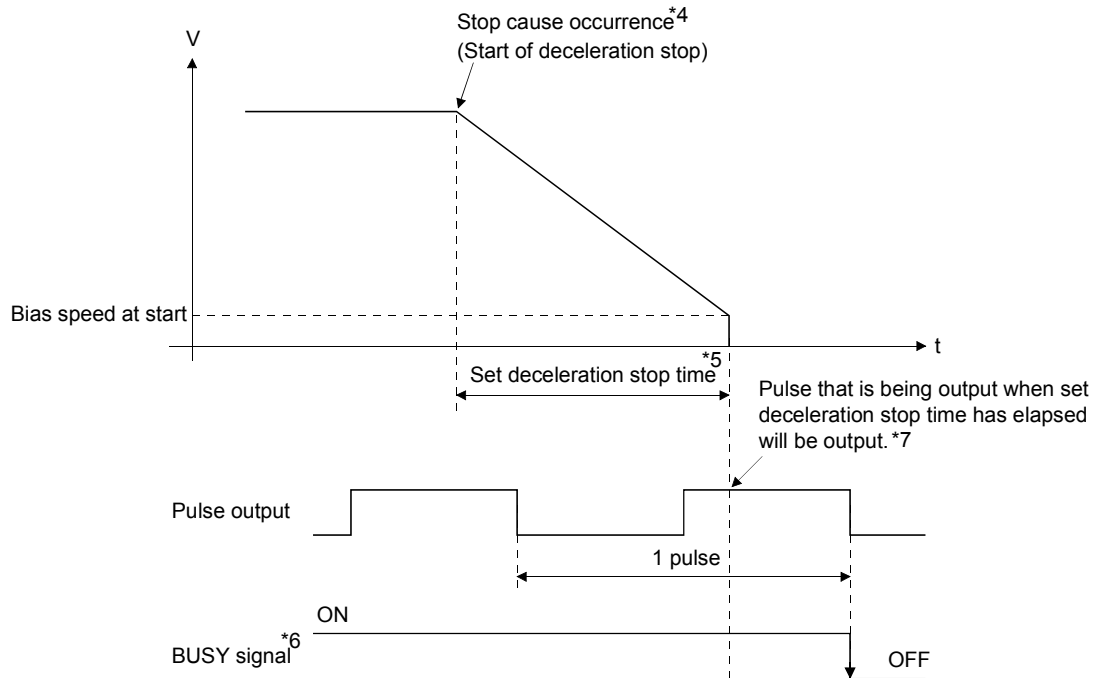 Stop cause occurrence*4
(Start of deceleration stop)
V
Bias speed at start
t
Set deceleration stop time*5
Pulse that is being output when set
deceleration stop time has elapsed
will be output.*7
Pulse output
1 pulse
ON
BUSY signal*6
OFF